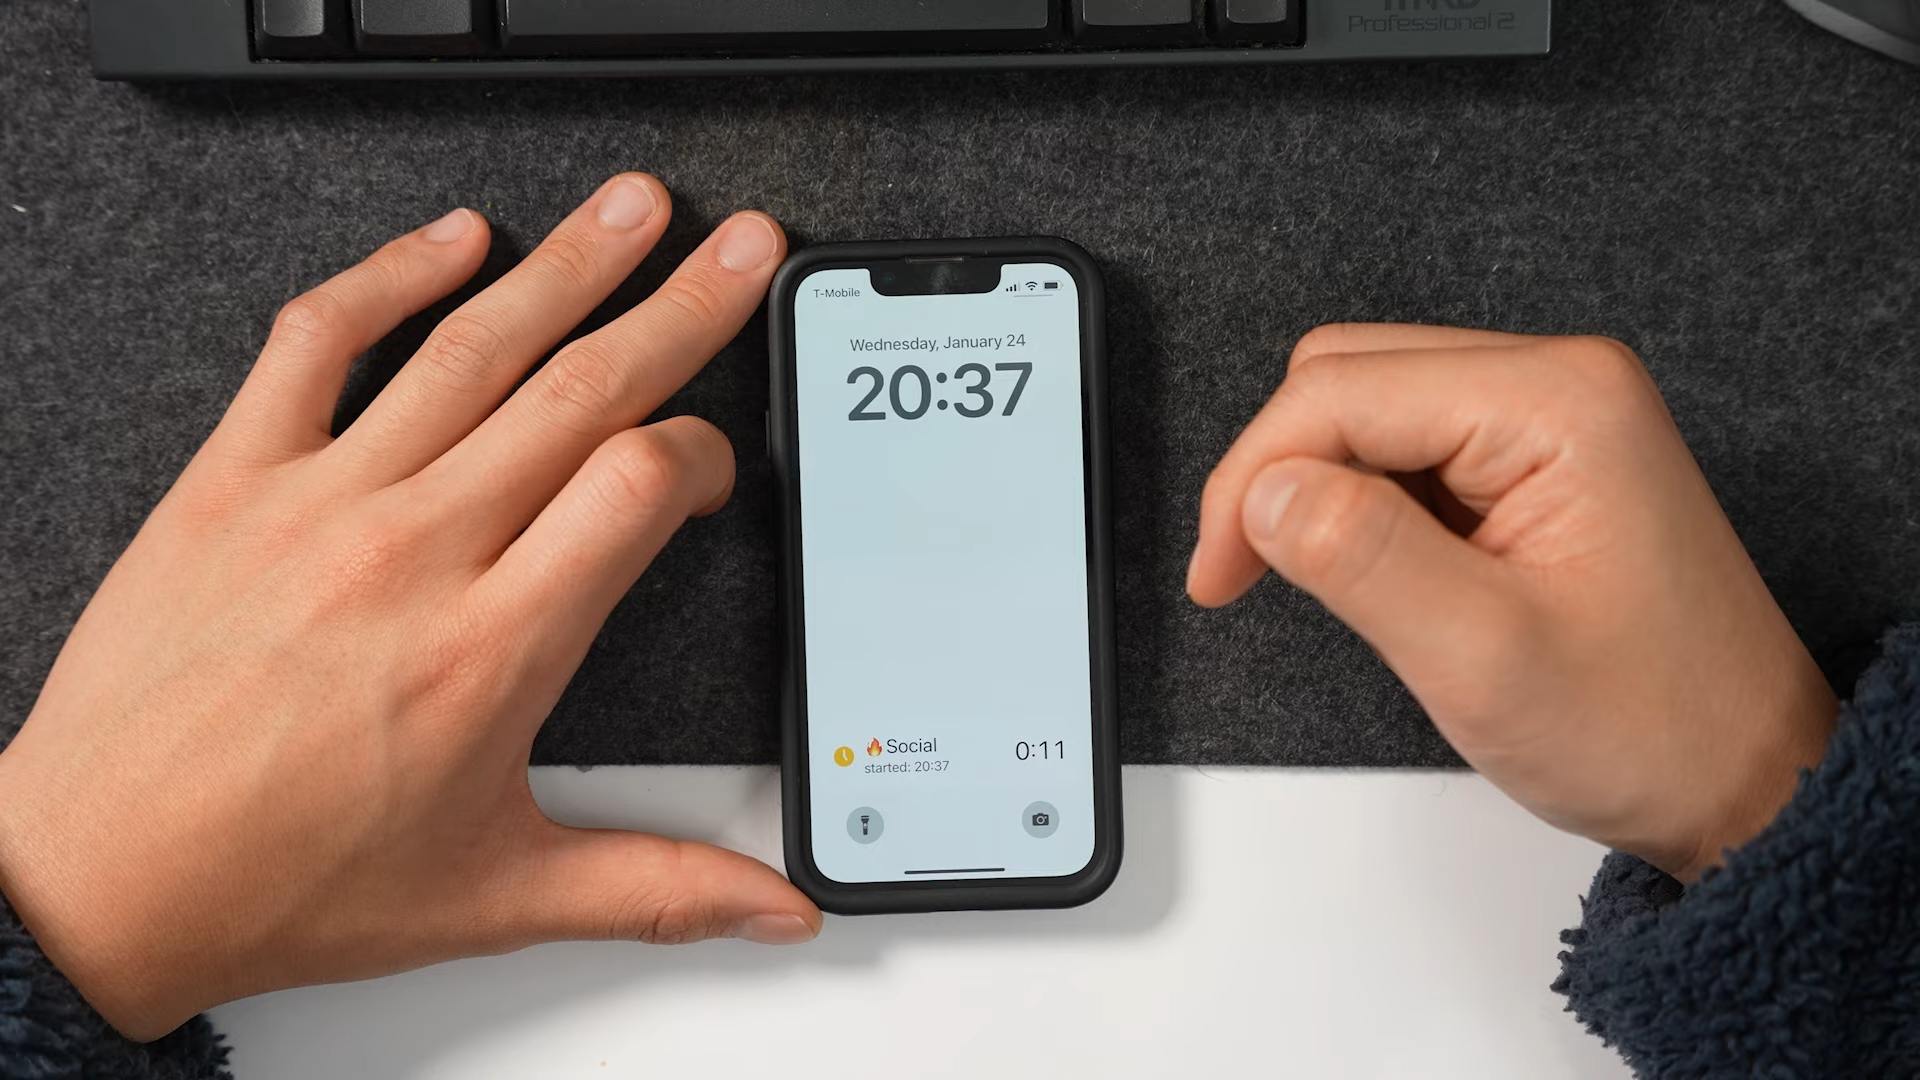 Professional 2
T-Mobile
Wednesday, January 24
20:37
🔥Social
started: 20:37
0:11